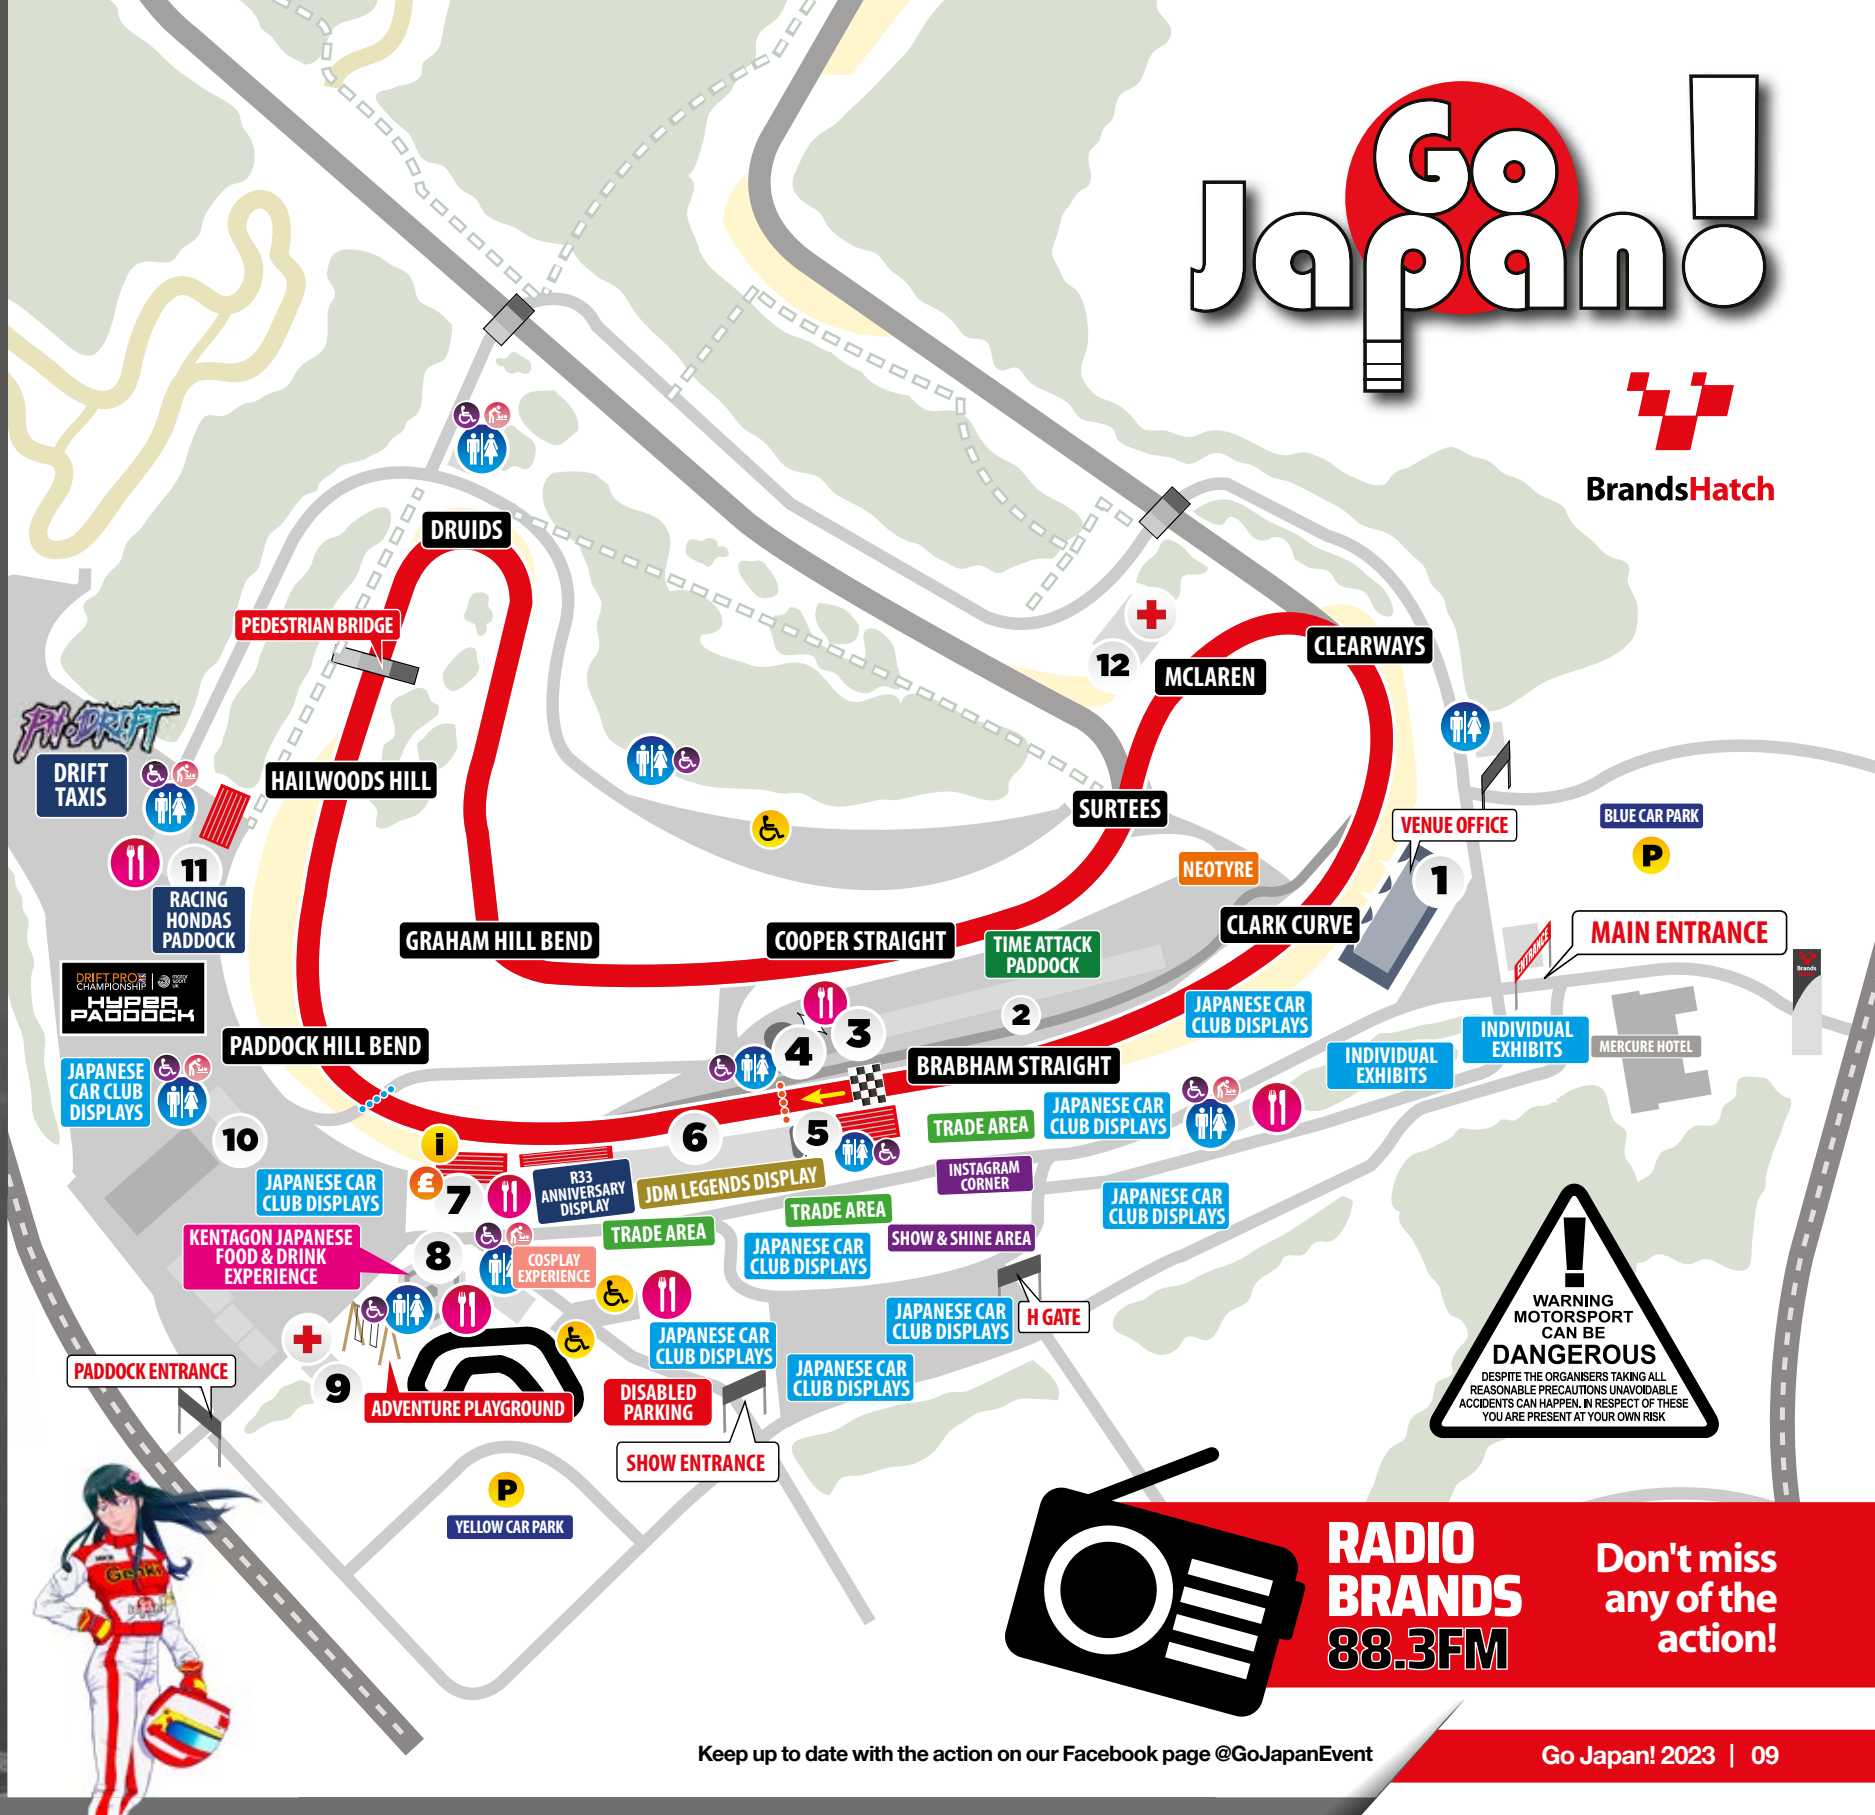 Go
Japan!
BrandsHatch
DRUIDS
PEDESTRIAN BRIDGE
12
MCLAREN
CLEARWAYS
PH.DRIFT
DRIFT
TAXIS
HAILWOODS HILL
SURTEES
VENUE OFFICE
BLUE CAR PARK
P
11
NEOTYRE
1
RACING
HONDAS
PADDOCK
GRAHAM HILL BEND
COOPER STRAIGHT
TIME ATTACK
PADDOCK
CLARK CURVE
ENTRANCE
MAIN ENTRANCE
Brands
DRIFT PRO
CHAMPIONSHIP
motor
sport
UK
HYPER
PADDOCK
JAPANESE CAR
CLUB DISPLAYS
2
3
4
INDIVIDUAL
EXHIBITS
INDIVIDUAL
EXHIBITS
MERCURE HOTEL
PADDOCK HILL BEND
BRABHAM STRAIGHT
JAPANESE
CAR CLUB
DISPLAYS
10
i
6
5
TRADE AREA
JAPANESE CAR
CLUB DISPLAYS
JAPANESE CAR
CLUB DISPLAYS
£
7
R33
ANNIVERSARY
DISPLAY
JDM LEGENDS DISPLAY
INSTAGRAM
CORNER
JAPANESE CAR
CLUB DISPLAYS
TRADE AREA
TRADE AREA
SHOW & SHINE AREA
KENTAGON JAPANESE
FOOD & DRINK
EXPERIENCE
8
COSPLAY
EXPERIENCE
JAPANESE CAR
CLUB DISPLAYS
JAPANESE CAR
CLUB DISPLAYS
H GATE
JAPANESE CAR
CLUB DISPLAYS
JAPANESE CAR
CLUB DISPLAYS
PADDOCK ENTRANCE
9
ADVENTURE PLAYGROUND
DISABLED
PARKING
SHOW ENTRANCE
P
YELLOW CAR PARK
!
WARNING
MOTORSPORT
CAN BE
DANGEROUS
DESPITE THE ORGANISERS TAKING ALL
REASONABLE PRECAUTIONS UNAVOIDABLE
ACCIDENTS CAN HAPPEN. IN RESPECT OF THESE
YOU ARE PRESENT AT YOUR OWN RISK
Genki
RADIO
BRANDS
88.3FM
Don't miss
any of the
action!
Keep up to date with the action on our Facebook page @GoJapanEvent
Go Japan! 2023 | 09